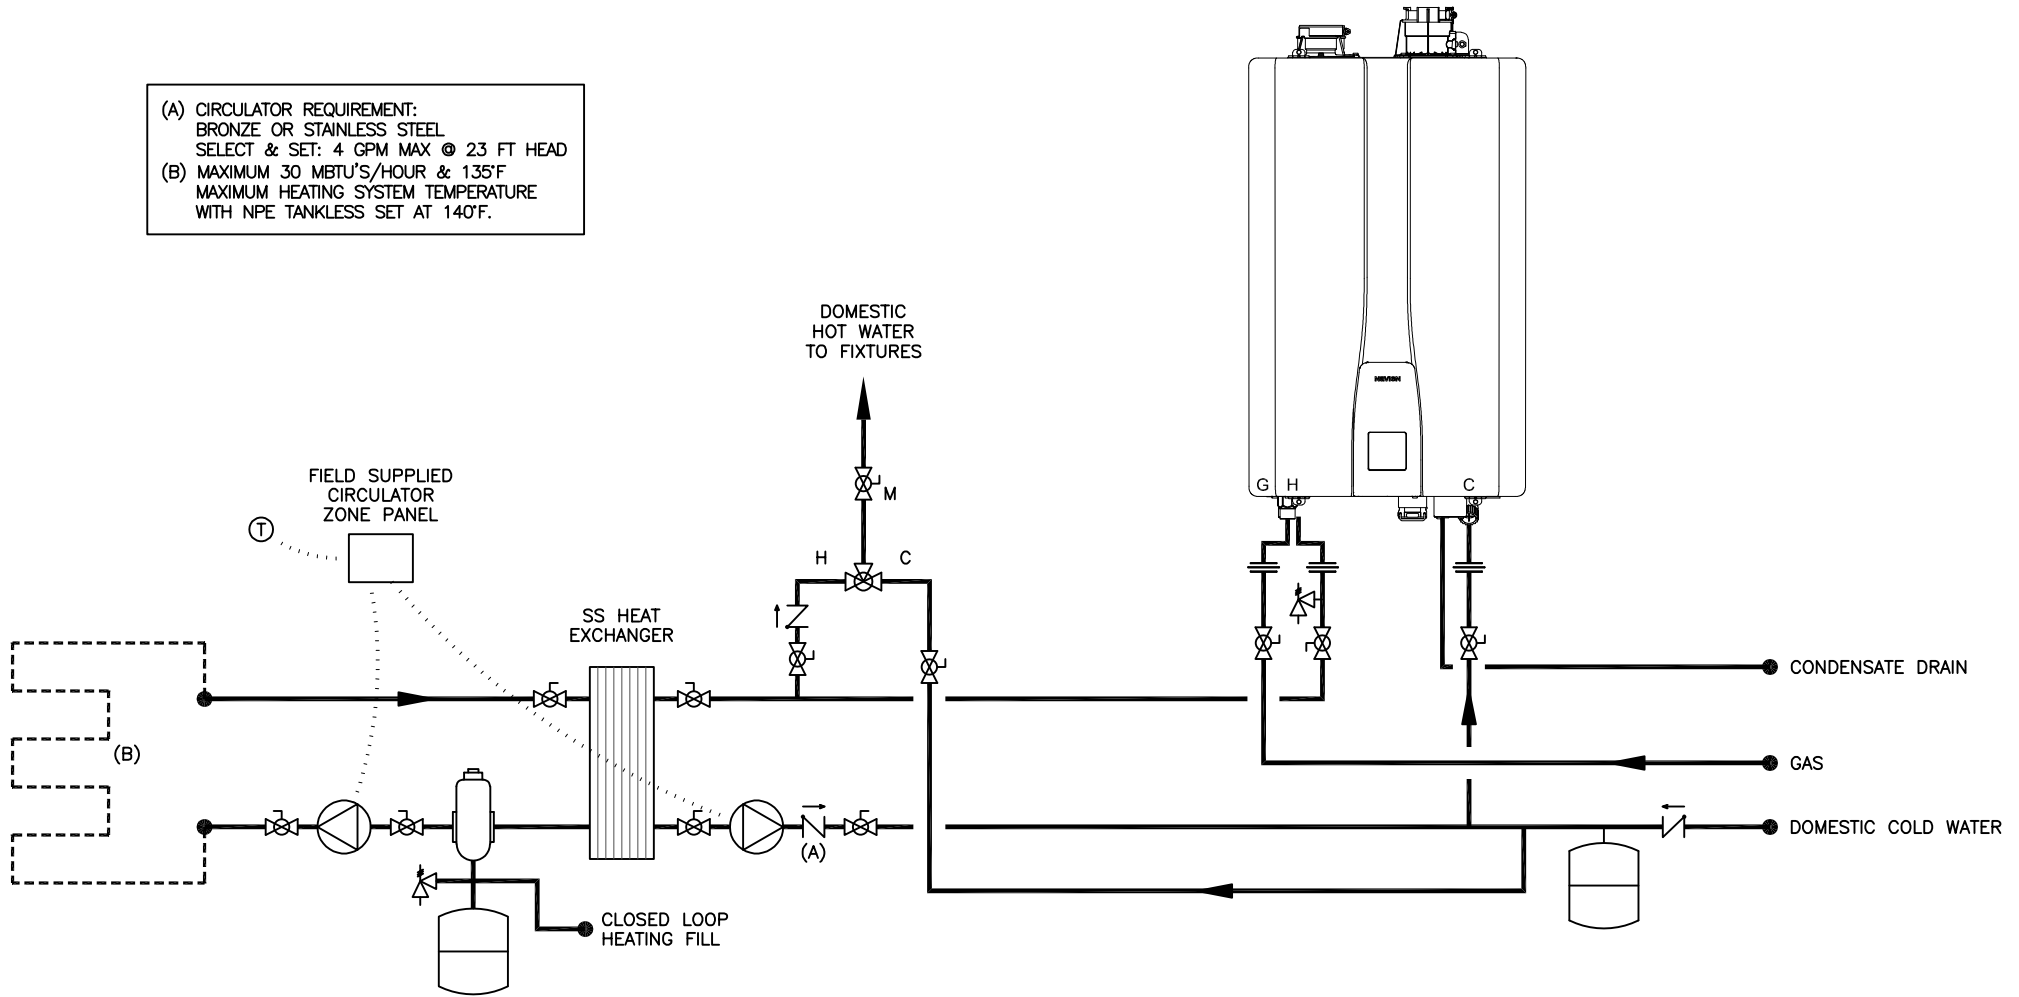 (A) CIRCULATOR REQUIREMENT:
BRONZE OR STAINLESS STEEL
SELECT & SET: 4 GPM MAX @ 23 FT HEAD
(B) MAXIMUM 30 MBTU'S/HOUR & 135°F
MAXIMUM HEATING SYSTEM TEMPERATURE
WITH NPE TANKLESS SET AT 140°F.
DOMESTIC
HOT WATER
TO FIXTURES
NAVIEN
FIELD SUPPLIED
CIRCULATOR
ZONE PANEL
T
M
G H C
H C
SS HEAT
EXCHANGER
CONDENSATE DRAIN
(B)
GAS
DOMESTIC COLD WATER
(A)
CLOSED LOOP
HEATING FILL